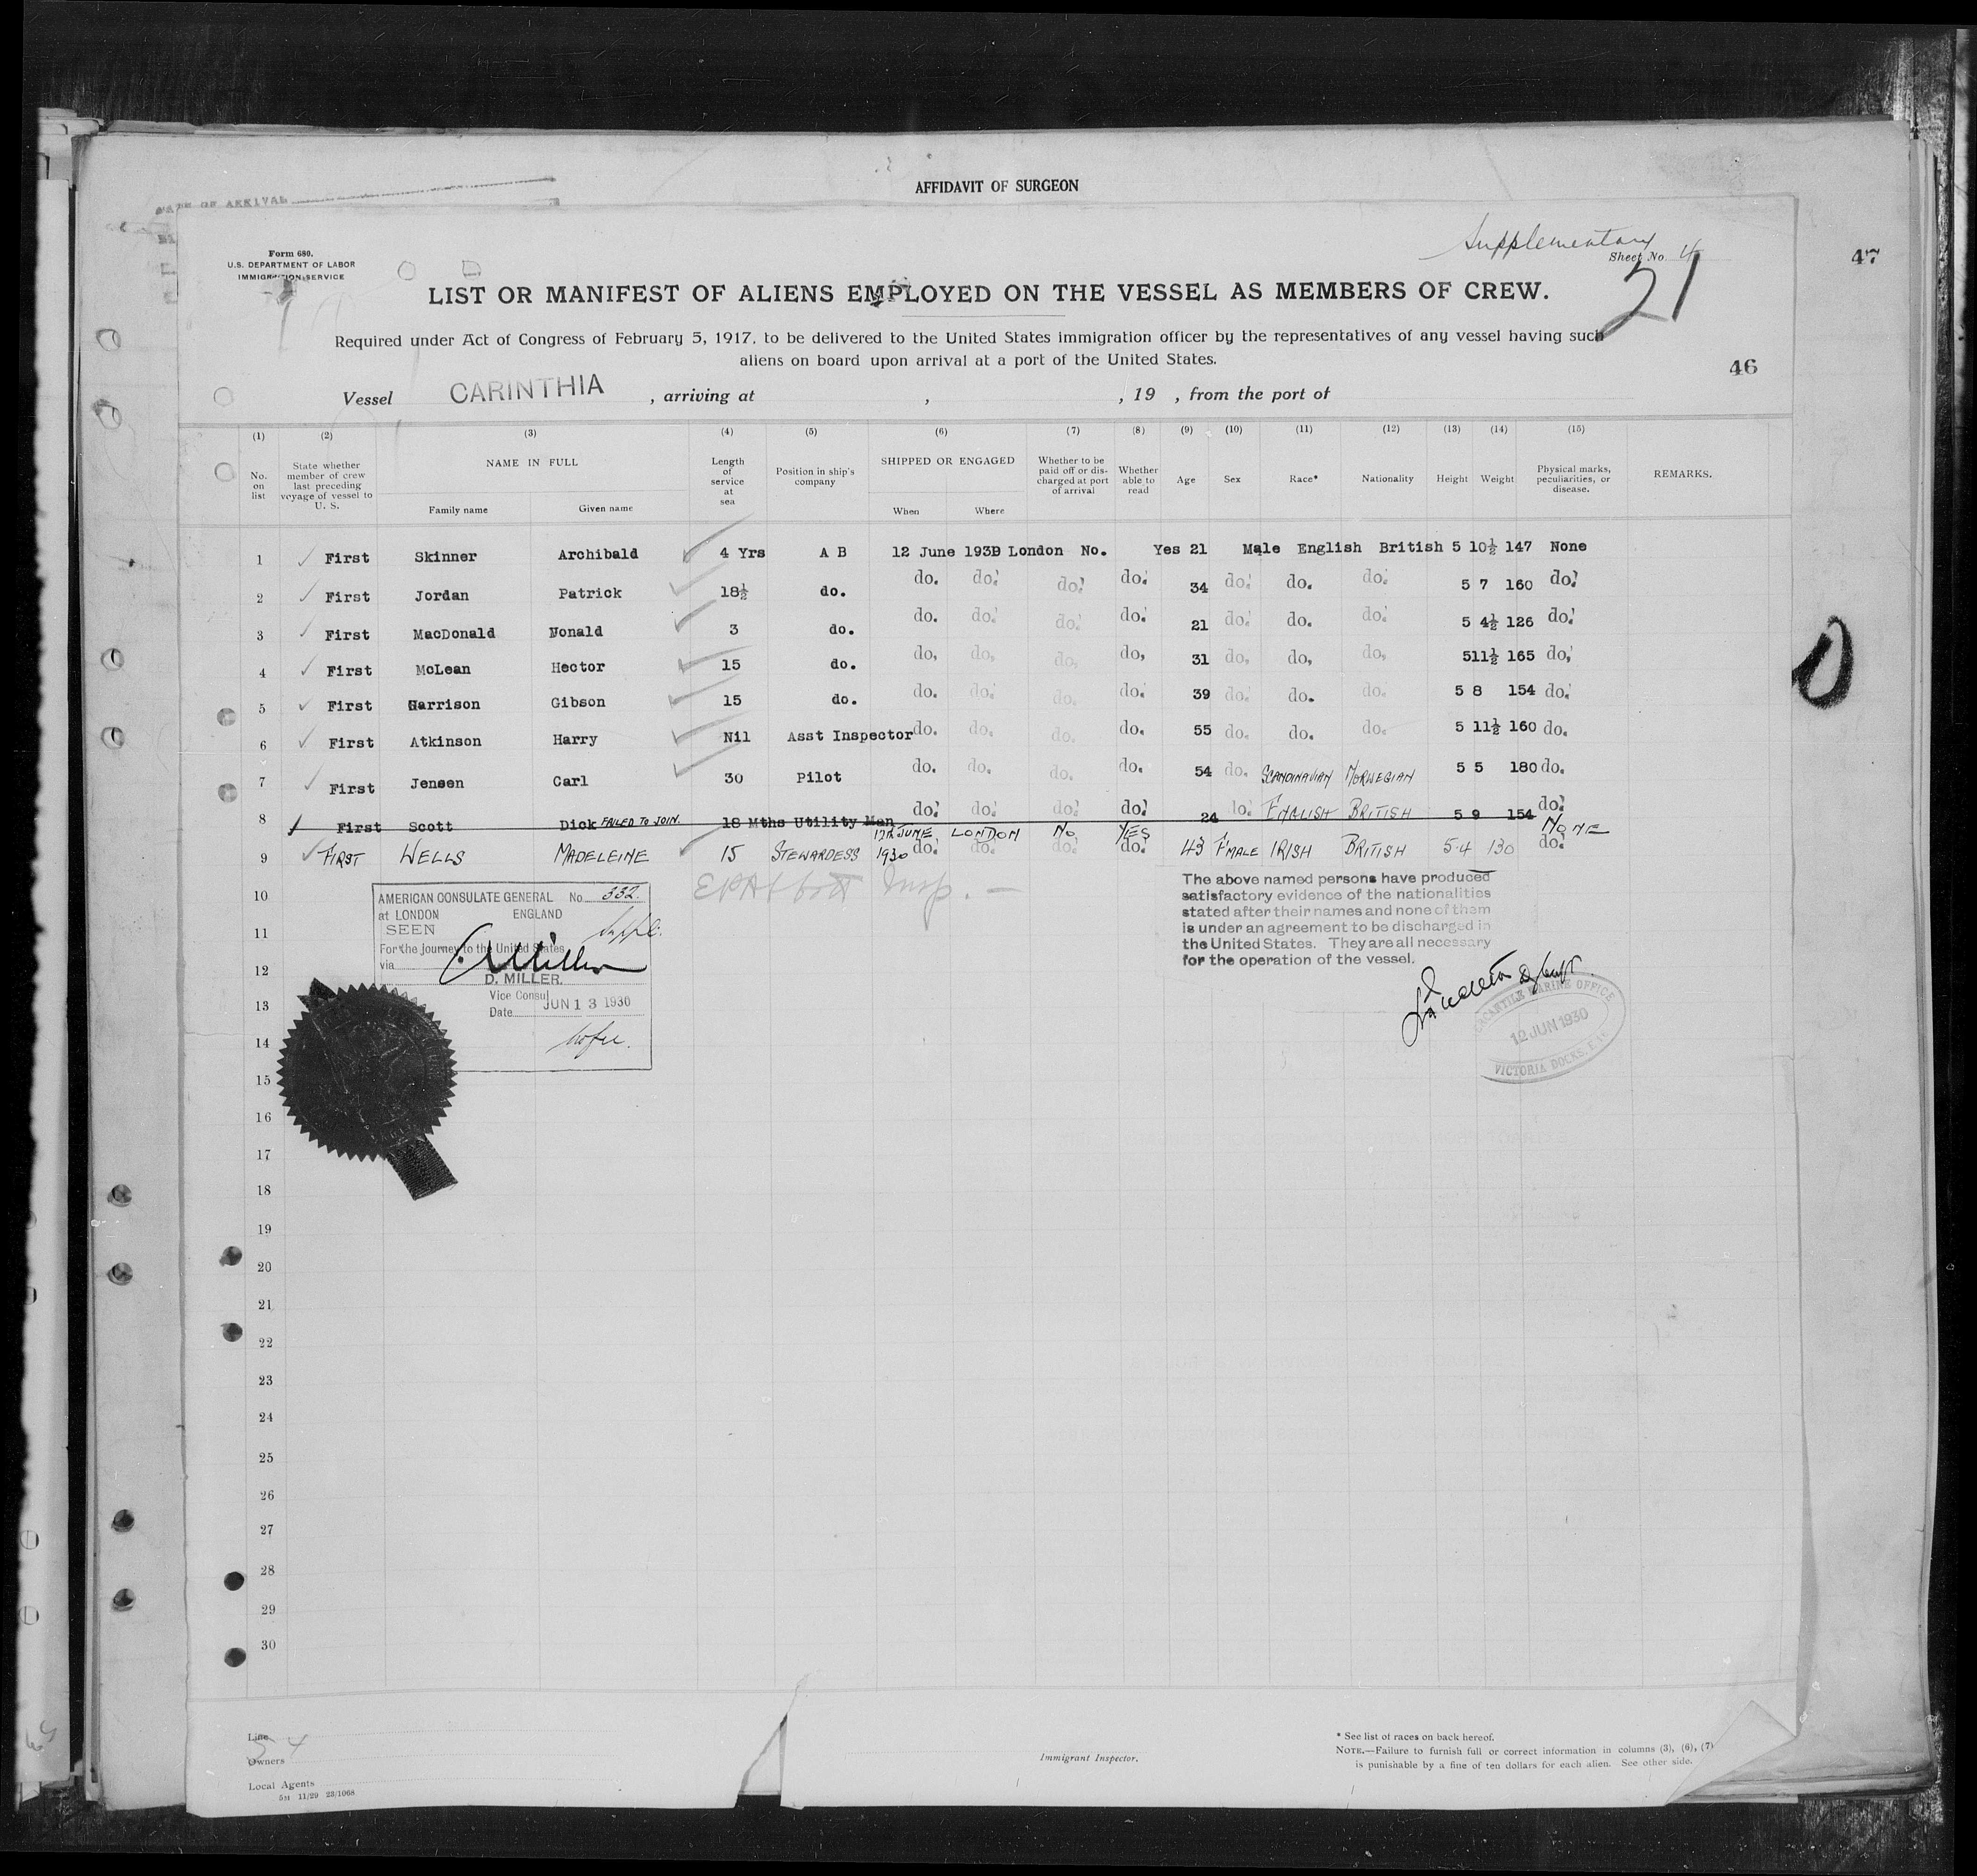 AFFIDAVIT OF SURGEON
DATE OF ARRIVAL
Form 680.
U.S. DEPARTMENT OF LABOR
IMMIGRATION SERVICE
Supplementary
Sheet No. 4
21
47
LIST OR MANIFEST OF ALIENS EMPLOYED ON THE VESSEL AS MEMBERS OF CREW.
Required under Act of Congress of February 5, 1917, to be delivered to the United States immigration officer by the representatives of any vessel having such
aliens on board upon arrival at a port of the United States.
46
Vessel CARINTHIA , arriving at , , 19 , from the port of
(1) (2) (3) (4) (5) (6) (7) (8) (9) (10) (11) (12) (13) (14) (15)
No. on list
State whether member of crew last preceding voyage of vessel to U. S.
NAME IN FULL
Family name Given name
Length of service at sea
Position in ship's company
SHIPPED OR ENGAGED
When Where
Whether to be paid off or discharged at port of arrival
Whether able to read
Age Sex Race* Nationality Height Weight
Physical marks, peculiarities, or disease.
REMARKS.
1 First Skinner Archibald 4 Yrs A B 12 June 1930 London No. Yes 21 Male English British 5 10½ 147 None
2 First Jordan Patrick 18½ do. do. do. do. do. 34 do. do. do. 5 7 160 do.
3 First MacDonald Donald 3 do. do. do. do. do. 21 do. do. do. 5 4½ 126 do.
4 First McLean Hector 15 do. do. do. do. do. 31 do. do. do. 511½ 165 do.
5 First Garrison Gibson 15 do. do. do. do. do. 39 do. do. do. 5 8 154 do.
6 First Atkinson Harry Nil Asst Inspector do. do. do. do. 55 do. do. do. 5 11½ 160 do.
7 First Jensen Carl 30 Pilot do. do. do. do. 54 do. SCANDINAVIAN NORWEGIAN 5 5 180 do.
8 First Scott Dick FAILED TO JOIN. 18 Mths Utility Man do. do. do. do. 24 do. ENGLISH BRITISH 5 9 154 do.
9 FIRST WELLS MADELEINE 15 STEWARDESS 12TH JUNE 1930 do. LONDON do. No do. YES do. 43 FMALE IRISH BRITISH 5·4 130 NONE do.
10
11
12
13
14
15
16
17
18
19
20
21
22
23
24
25
26
27
28
29
30
Insp.
AMERICAN CONSULATE GENERAL No. 332.
at LONDON ENGLAND
SEEN Suppl.
For the journey to the United States
via
D. MILLER.
Vice Consul
Date JUN 13 1930
The above named persons have produced
satisfactory evidence of the nationalities
stated after their names and none of them
is under an agreement to be discharged in
the United States. They are all necessary
for the operation of the vessel.
MERCANTILE MARINE OFFICE
12 JUN 1930
VICTORIA DOCKS, E.16
Line
Owners
Local Agents
5M 11/29 23/1068
Immigrant Inspector.
* See list of races on back hereof.
NOTE.—Failure to furnish full or correct information in columns (3), (6), (7)
is punishable by a fine of ten dollars for each alien. See other side.